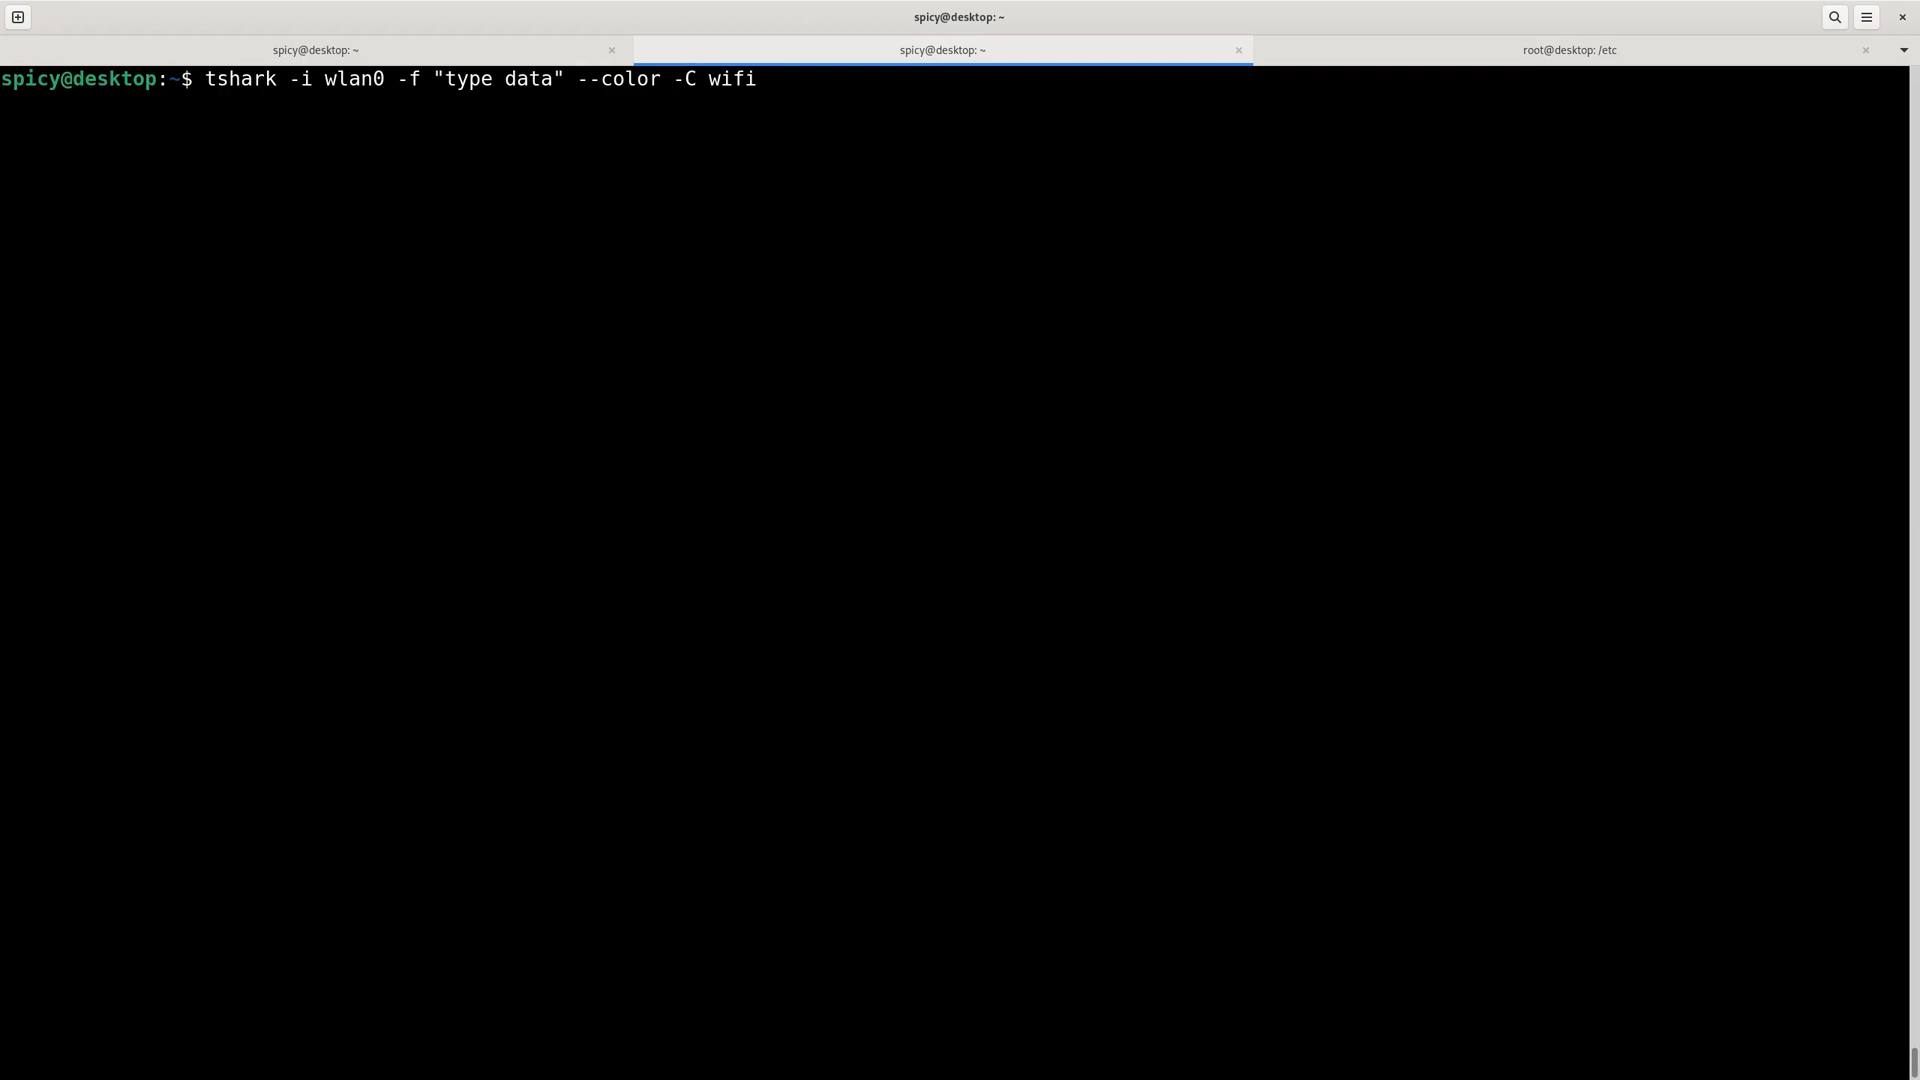 spicy@desktop: ~
spicy@desktop: ~
spicy@desktop: ~
root@desktop: /etc
spicy@desktop:~$ tshark -i wlan0 -f "type data" --color -C wifi